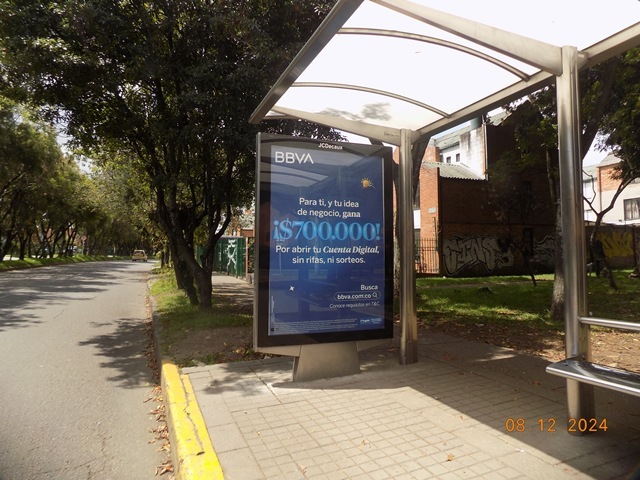 JCDecaux
BBVA
Para ti, y tu idea
de negocio, gana
¡$700.000!
Por abrir tu Cuenta Digital,
sin rifas, ni sorteos.
Busca
bbva.com.co
Conoce requisitos en T&C
08 12 2024